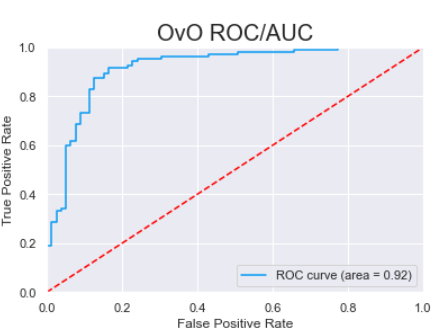 OvO ROC/AUC
1.0
0.8
0.6
0.4
0.2
0.0
True Positive Rate
0.0 0.2 0.4 0.6 0.8 1.0
False Positive Rate
ROC curve (area = 0.92)